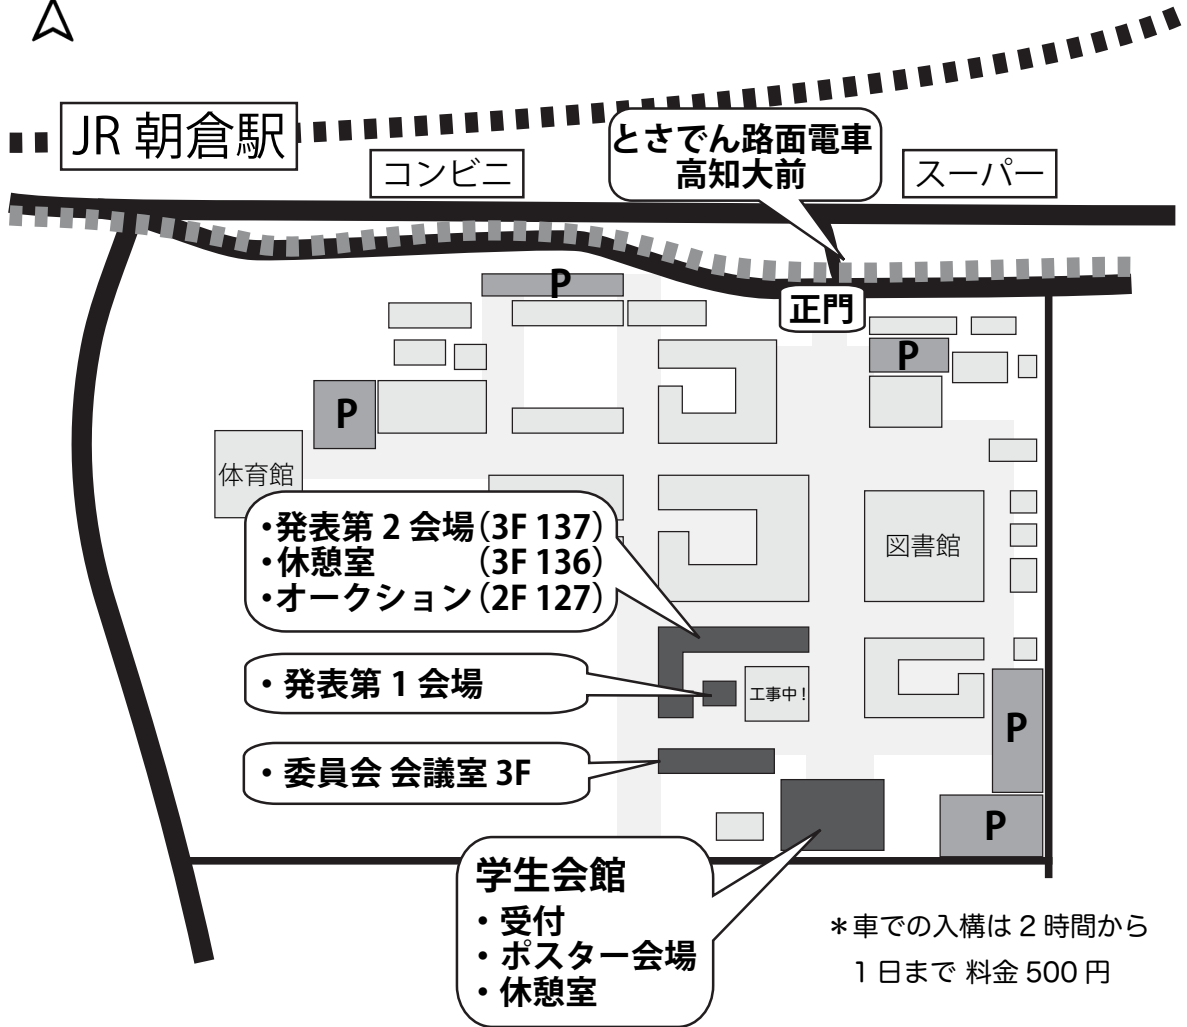 JR 朝倉駅
コンビニ
とさでん路面電車
高知大前
スーパー
P
正門
P
P
体育館
・発表第 2 会場（3F 137）
・休憩室 （3F 136）
・オークション（2F 127）
図書館
・発表第 1 会場
工事中！
P
・委員会 会議室 3F
P
学生会館
・受付
・ポスター会場
・休憩室
＊車での入構は 2 時間から
1 日まで 料金 500 円